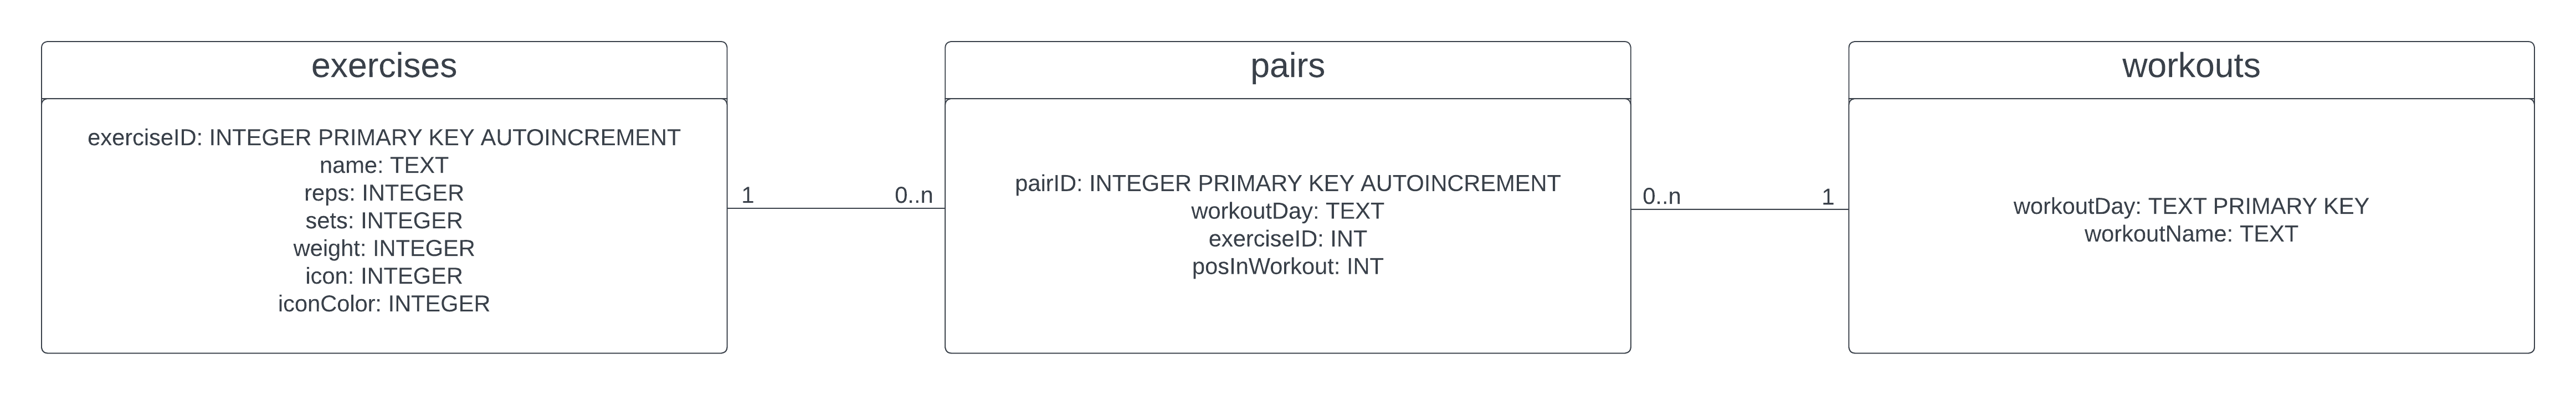 exercises
exerciseID: INTEGER PRIMARY KEY AUTOINCREMENT
name: TEXT
reps: INTEGER
sets: INTEGER
weight: INTEGER
icon: INTEGER
iconColor: INTEGER
1
0..n
pairs
pairID: INTEGER PRIMARY KEY AUTOINCREMENT
workoutDay: TEXT
exerciseID: INT
posInWorkout: INT
0..n
1
workouts
workoutDay: TEXT PRIMARY KEY
workoutName: TEXT